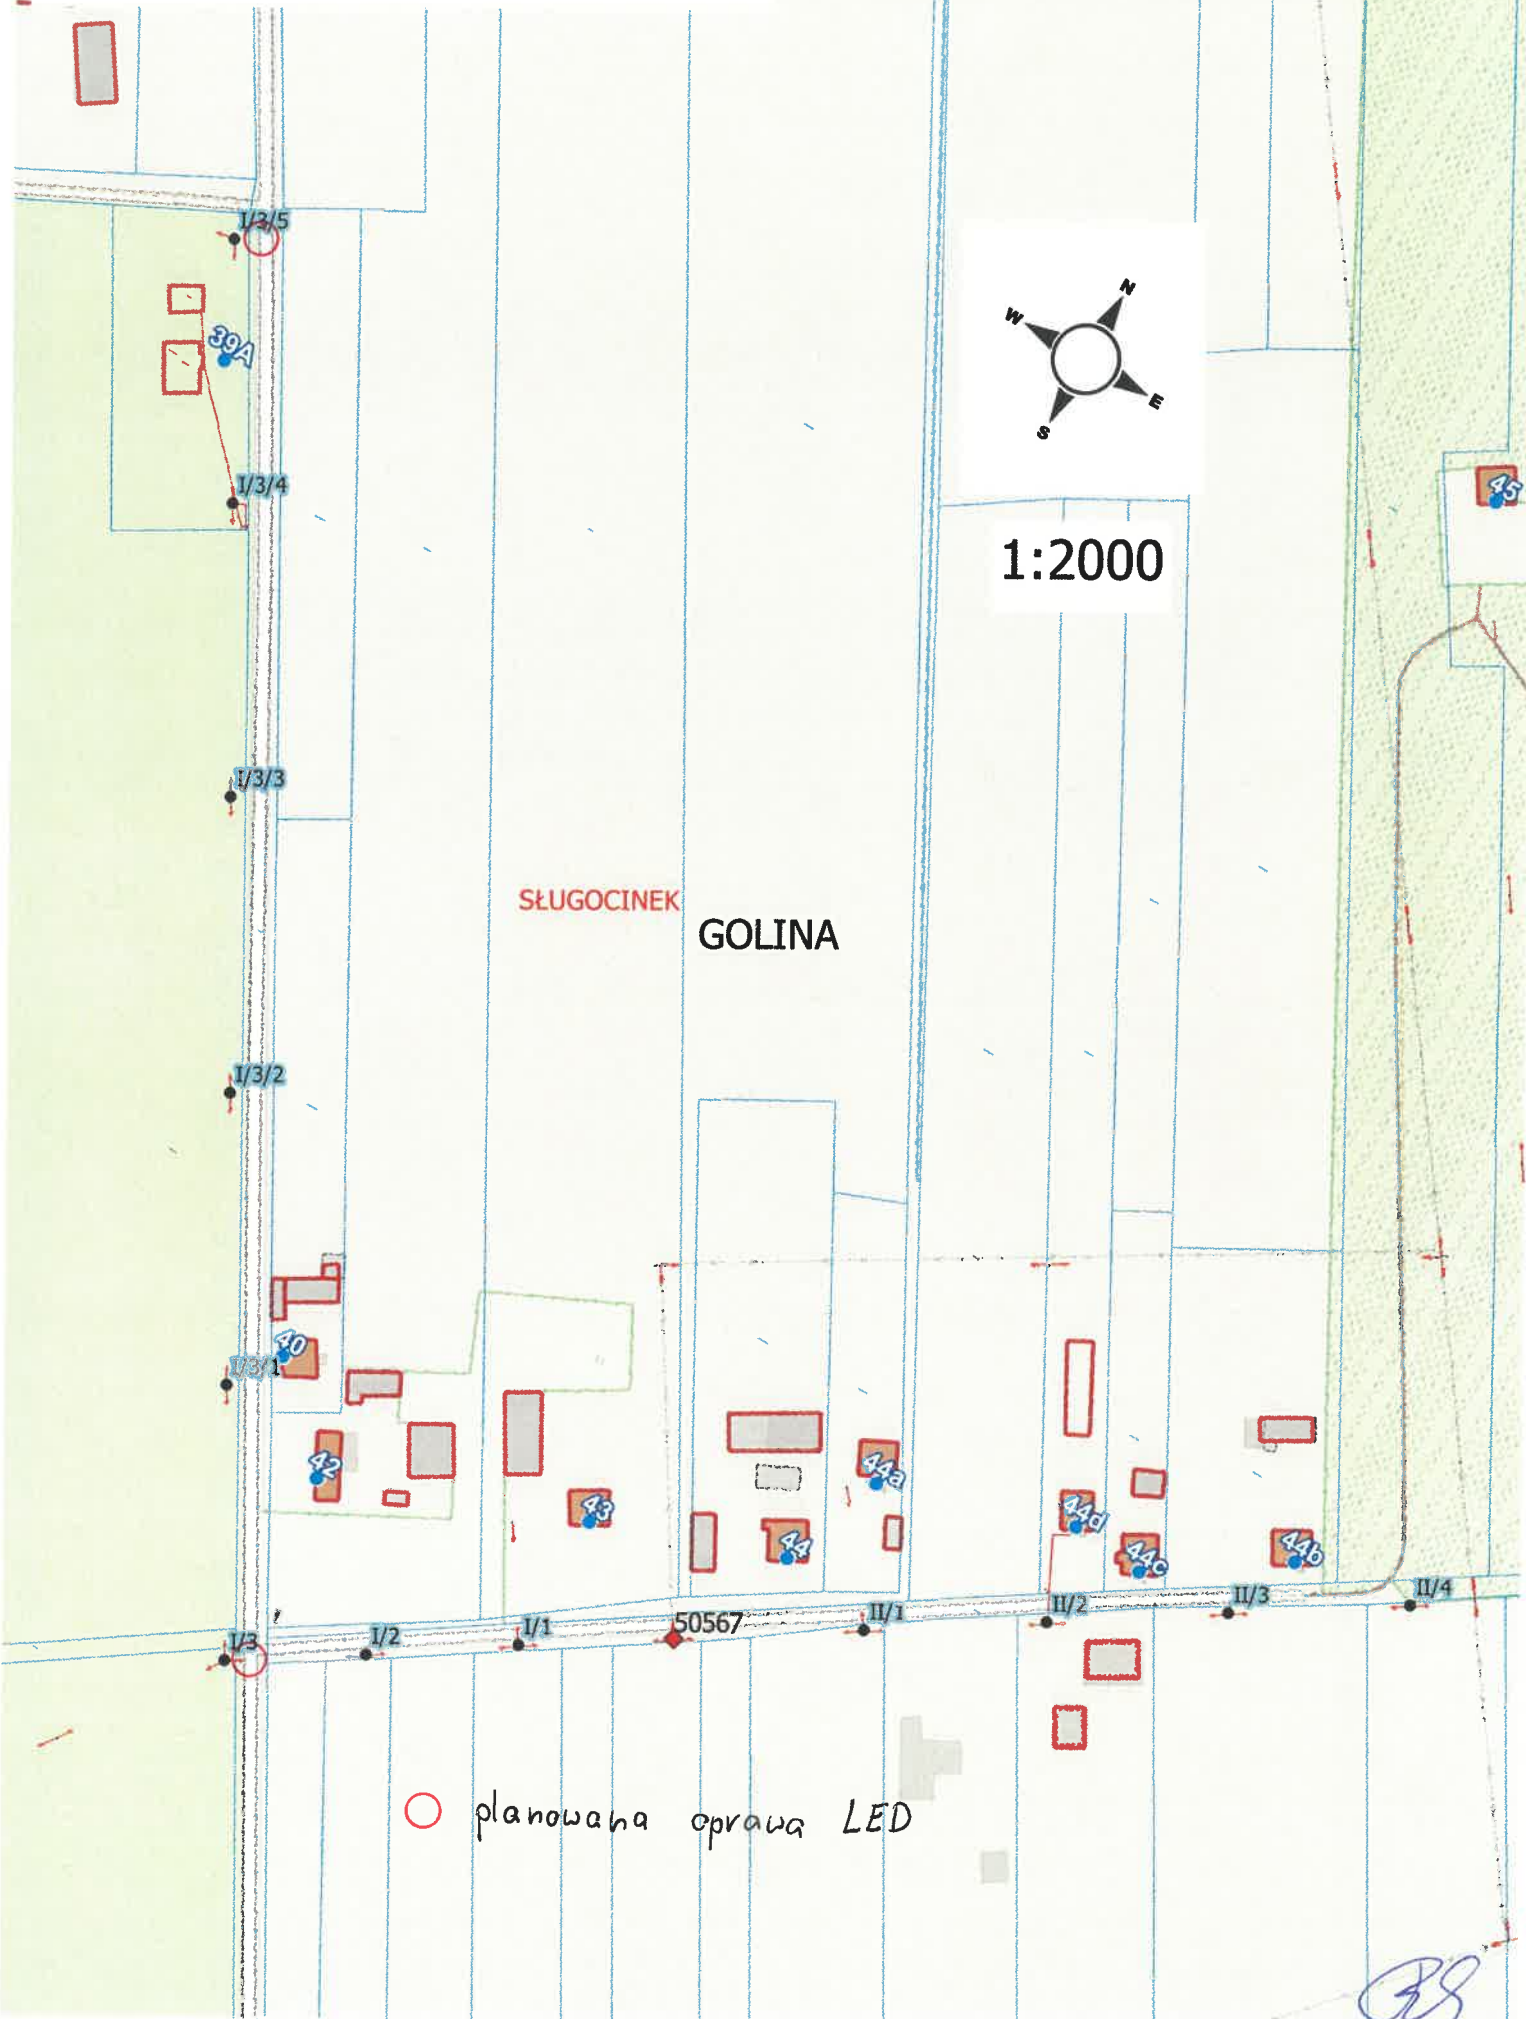 I/3/5
39A
N
W
E
S
I/3/4
45
1:2000
I/3/3
SŁUGOCINEK
GOLINA
I/3/2
40
I/3/1
42
43
44
44a
44d
44c
44b
I/3
I/2
I/1
50567
II/1
II/2
II/3
II/4
planowana oprawa LED